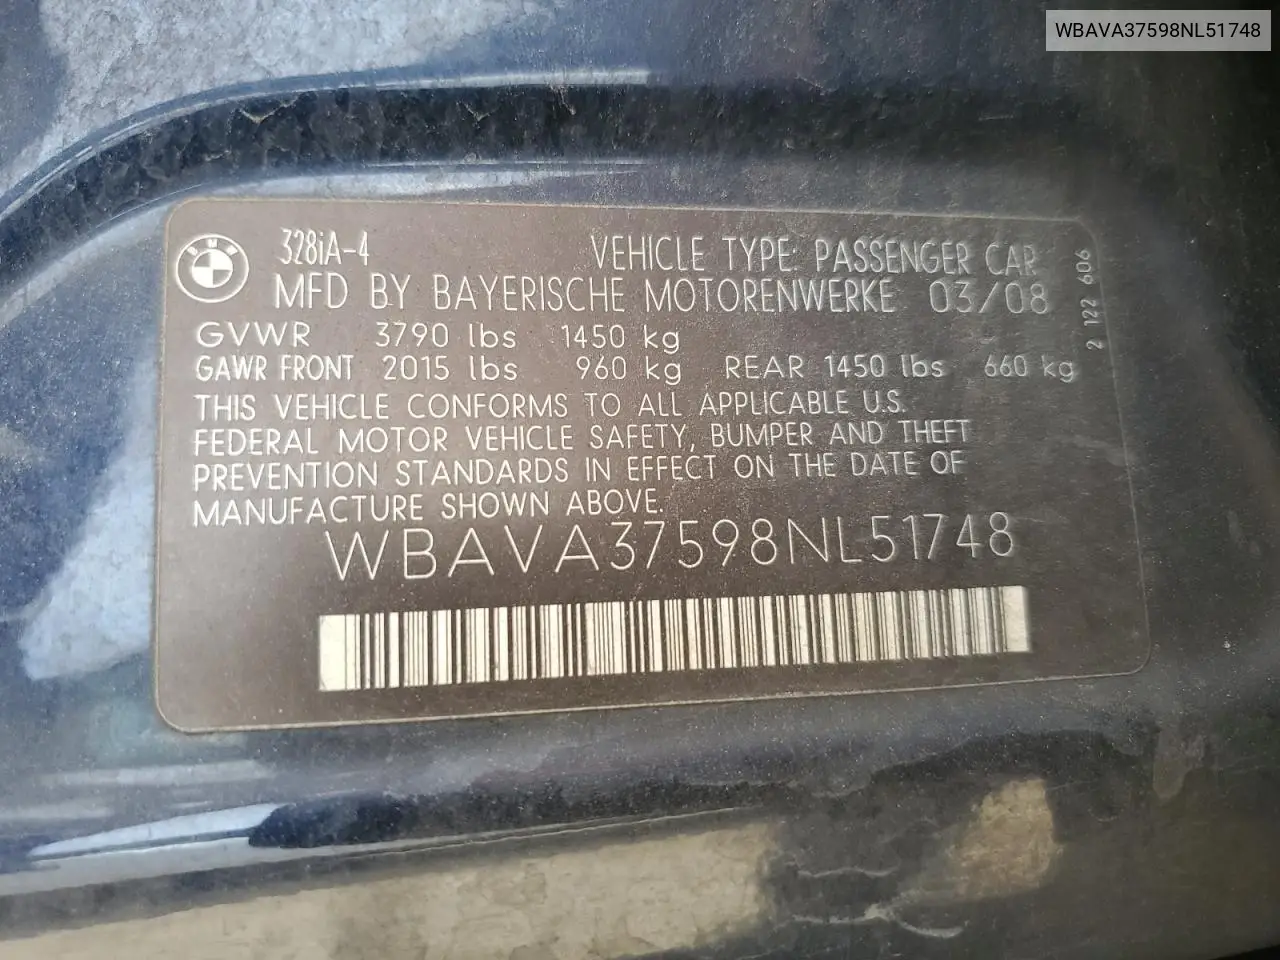 WBAVA37598NL51748
BMW
328iA-4 VEHICLE TYPE: PASSENGER CAR
MFD BY BAYERISCHE MOTORENWERKE 03/08
GVWR 3790 lbs 1450 kg
GAWR FRONT 2015 lbs 960 kg REAR 1450 lbs 660 kg
THIS VEHICLE CONFORMS TO ALL APPLICABLE U.S.
FEDERAL MOTOR VEHICLE SAFETY, BUMPER AND THEFT
PREVENTION STANDARDS IN EFFECT ON THE DATE OF
MANUFACTURE SHOWN ABOVE.
WBAVA37598NL51748
2 122 606